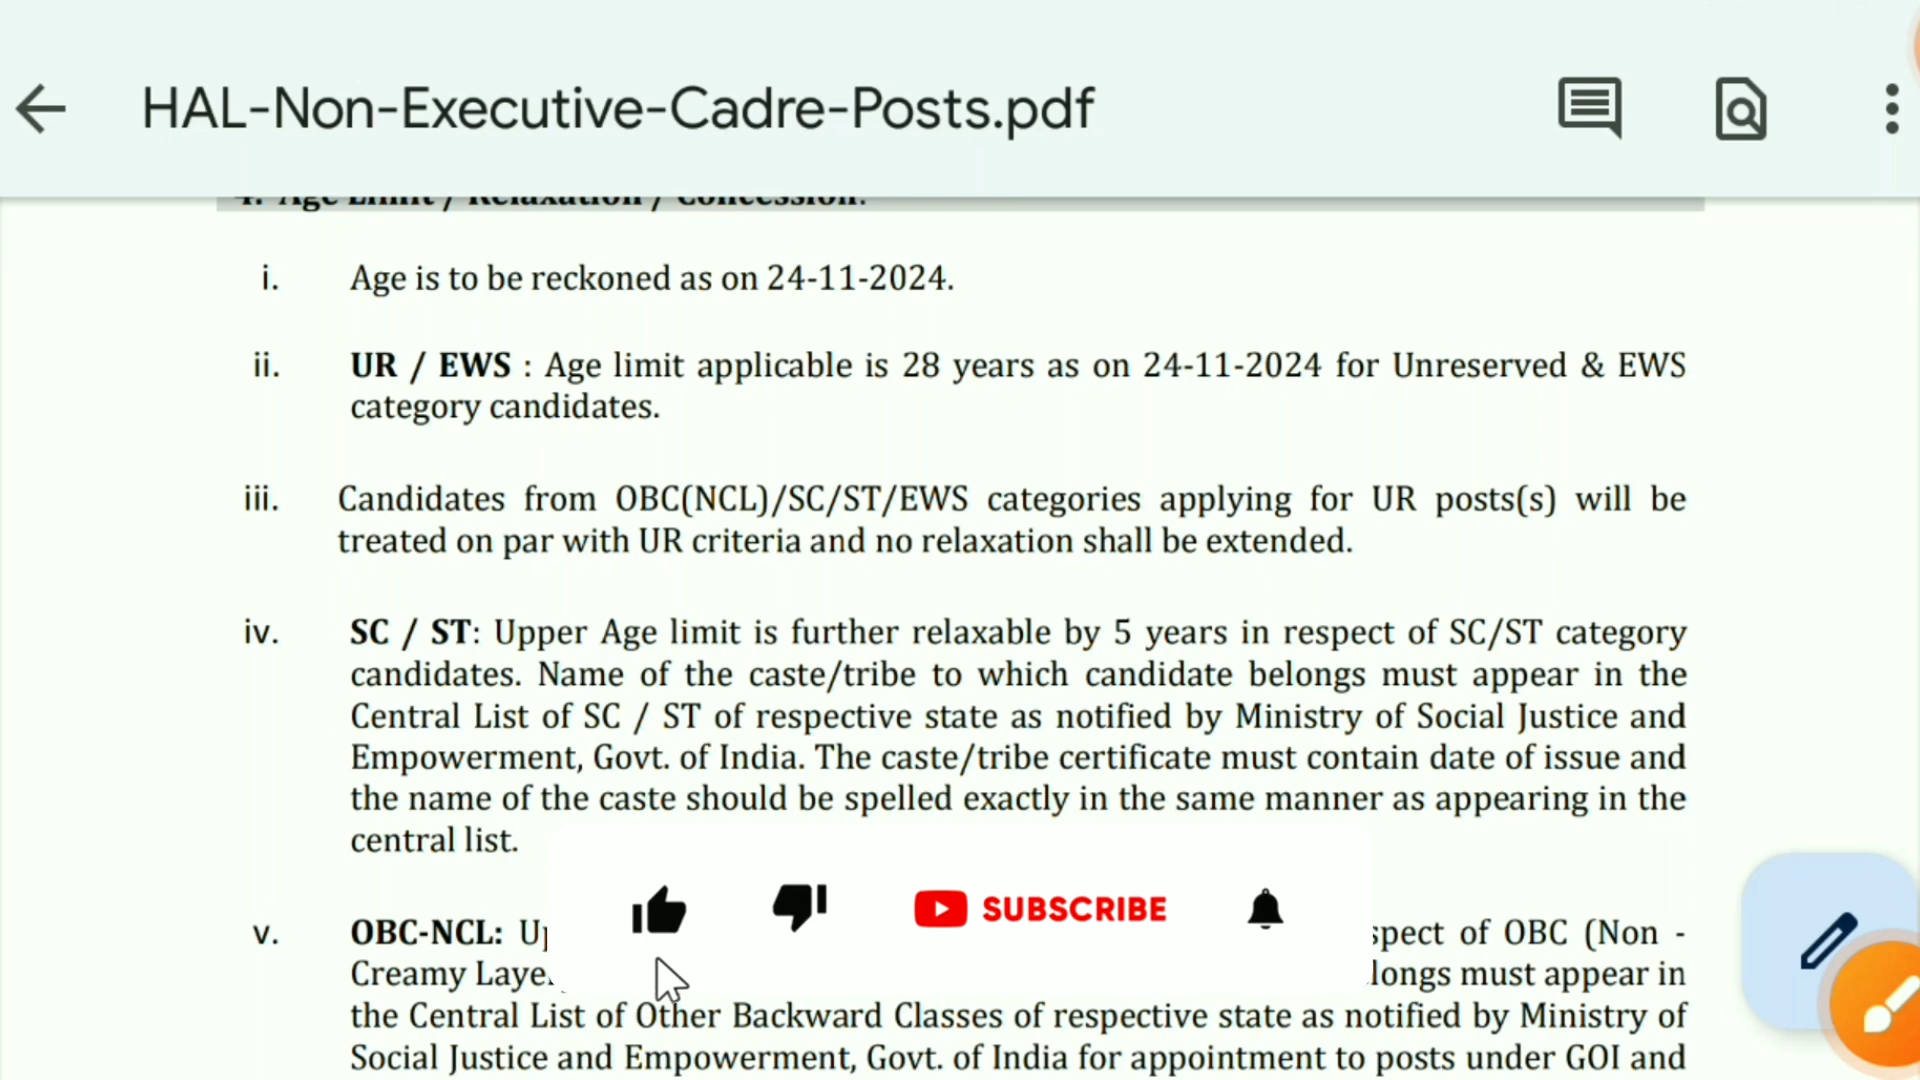 HAL-Non-Executive-Cadre-Posts.pdf
4. Age Limit / Relaxation / Concession:
i. Age is to be reckoned as on 24-11-2024.
ii. UR / EWS : Age limit applicable is 28 years as on 24-11-2024 for Unreserved & EWS
category candidates.
iii. Candidates from OBC(NCL)/SC/ST/EWS categories applying for UR posts(s) will be
treated on par with UR criteria and no relaxation shall be extended.
iv. SC / ST: Upper Age limit is further relaxable by 5 years in respect of SC/ST category
candidates. Name of the caste/tribe to which candidate belongs must appear in the
Central List of SC / ST of respective state as notified by Ministry of Social Justice and
Empowerment, Govt. of India. The caste/tribe certificate must contain date of issue and
the name of the caste should be spelled exactly in the same manner as appearing in the
central list.
SUBSCRIBE
v. OBC-NCL: spect of OBC (Non -
Creamy Laye longs must appear in
the Central List of Other Backward Classes of respective state as notified by Ministry of
Social Justice and Empowerment, Govt. of India for appointment to posts under GOI and